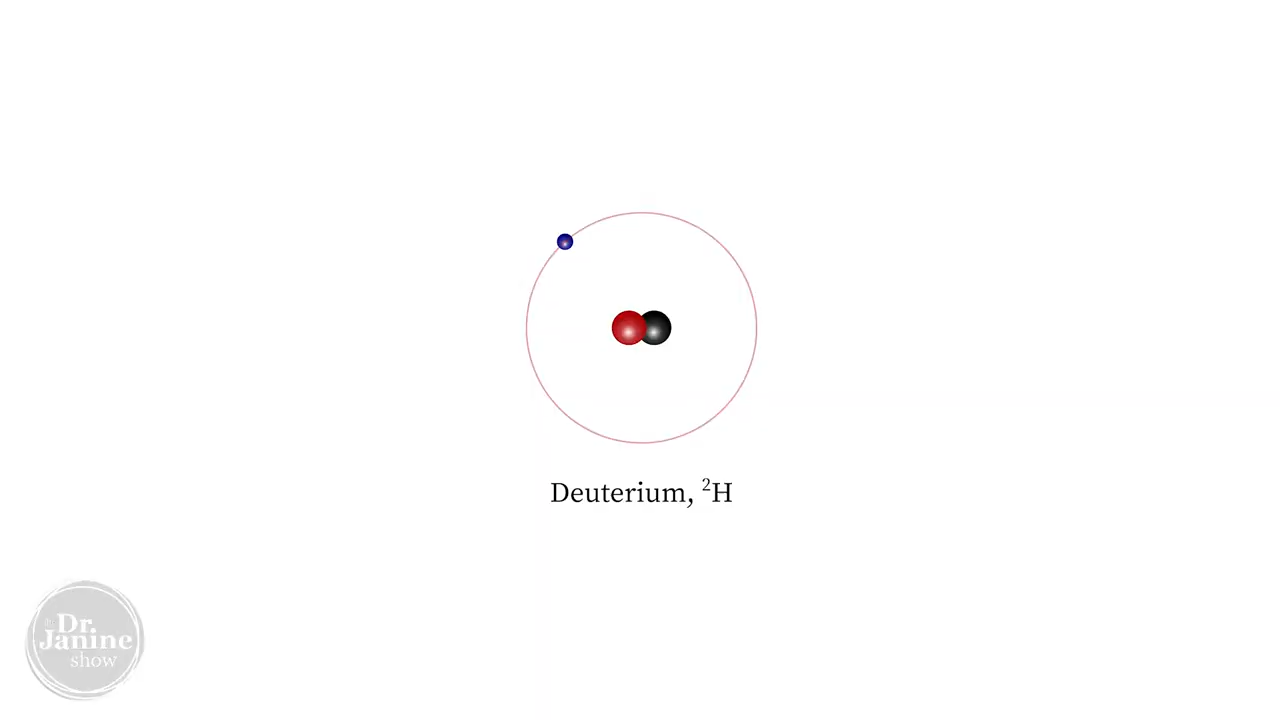 Deuterium, ²H
Dr.
Janine
show